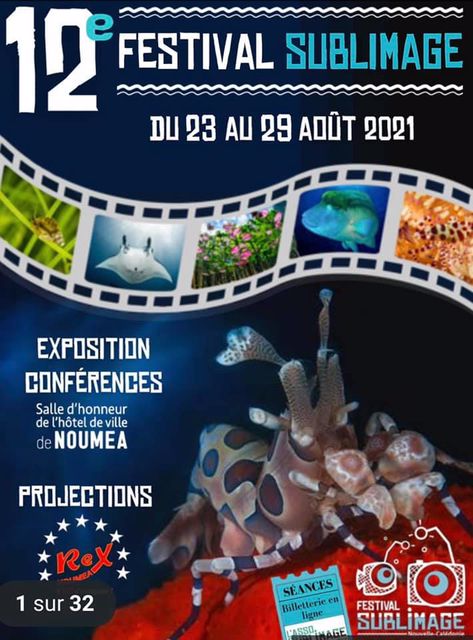 12e FESTIVAL SUBLIMAGE
DU 23 AU 29 AOÛT 2021
EXPOSITION
CONFÉRENCES
Salle d'honneur
de l'hôtel de ville
de NOUMEA
PROJECTIONS
ReX
1 sur 32
SÉANCES
Billetterie en
ligne
L'ASSO
FESTIVAL
SUBLIMAGE
Nouvelle-Calédonie